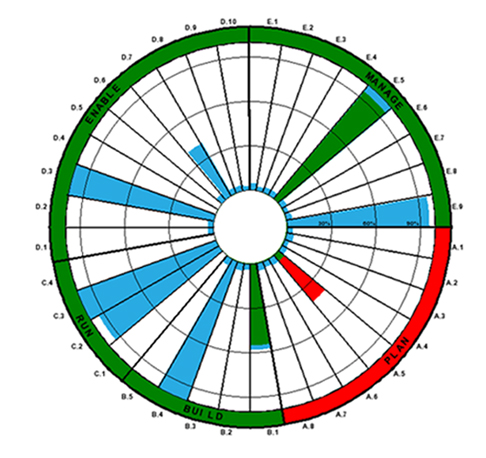 D.10
E.1
D.9
E.2
D.8
E.3
D.7
E.4
D.6
E.5
ENABLE
MANAGE
D.5
E.6
D.4
E.7
D.3
E.8
D.2
E.9
30% 60% 90%
D.1
A.1
C.4
A.2
C.3
A.3
RUN
C.2
A.4
PLAN
C.1
A.5
B.5
A.6
B.4
BUILD
A.7
B.3
B.2
B.1
A.8